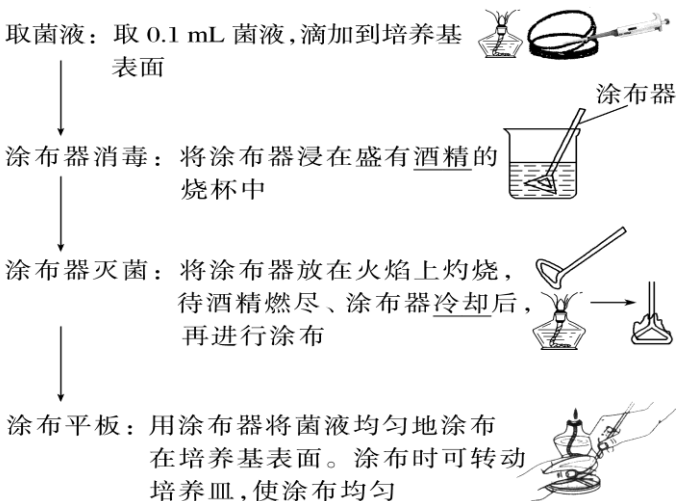 取菌液：取 0.1 mL 菌液，滴加到培养基
表面
涂布器
涂布器消毒：将涂布器浸在盛有酒精的
烧杯中
涂布器灭菌：将涂布器放在火焰上灼烧，
待酒精燃尽、涂布器冷却后，
再进行涂布
涂布平板：用涂布器将菌液均匀地涂布
在培养基表面。涂布时可转动
培养皿，使涂布均匀